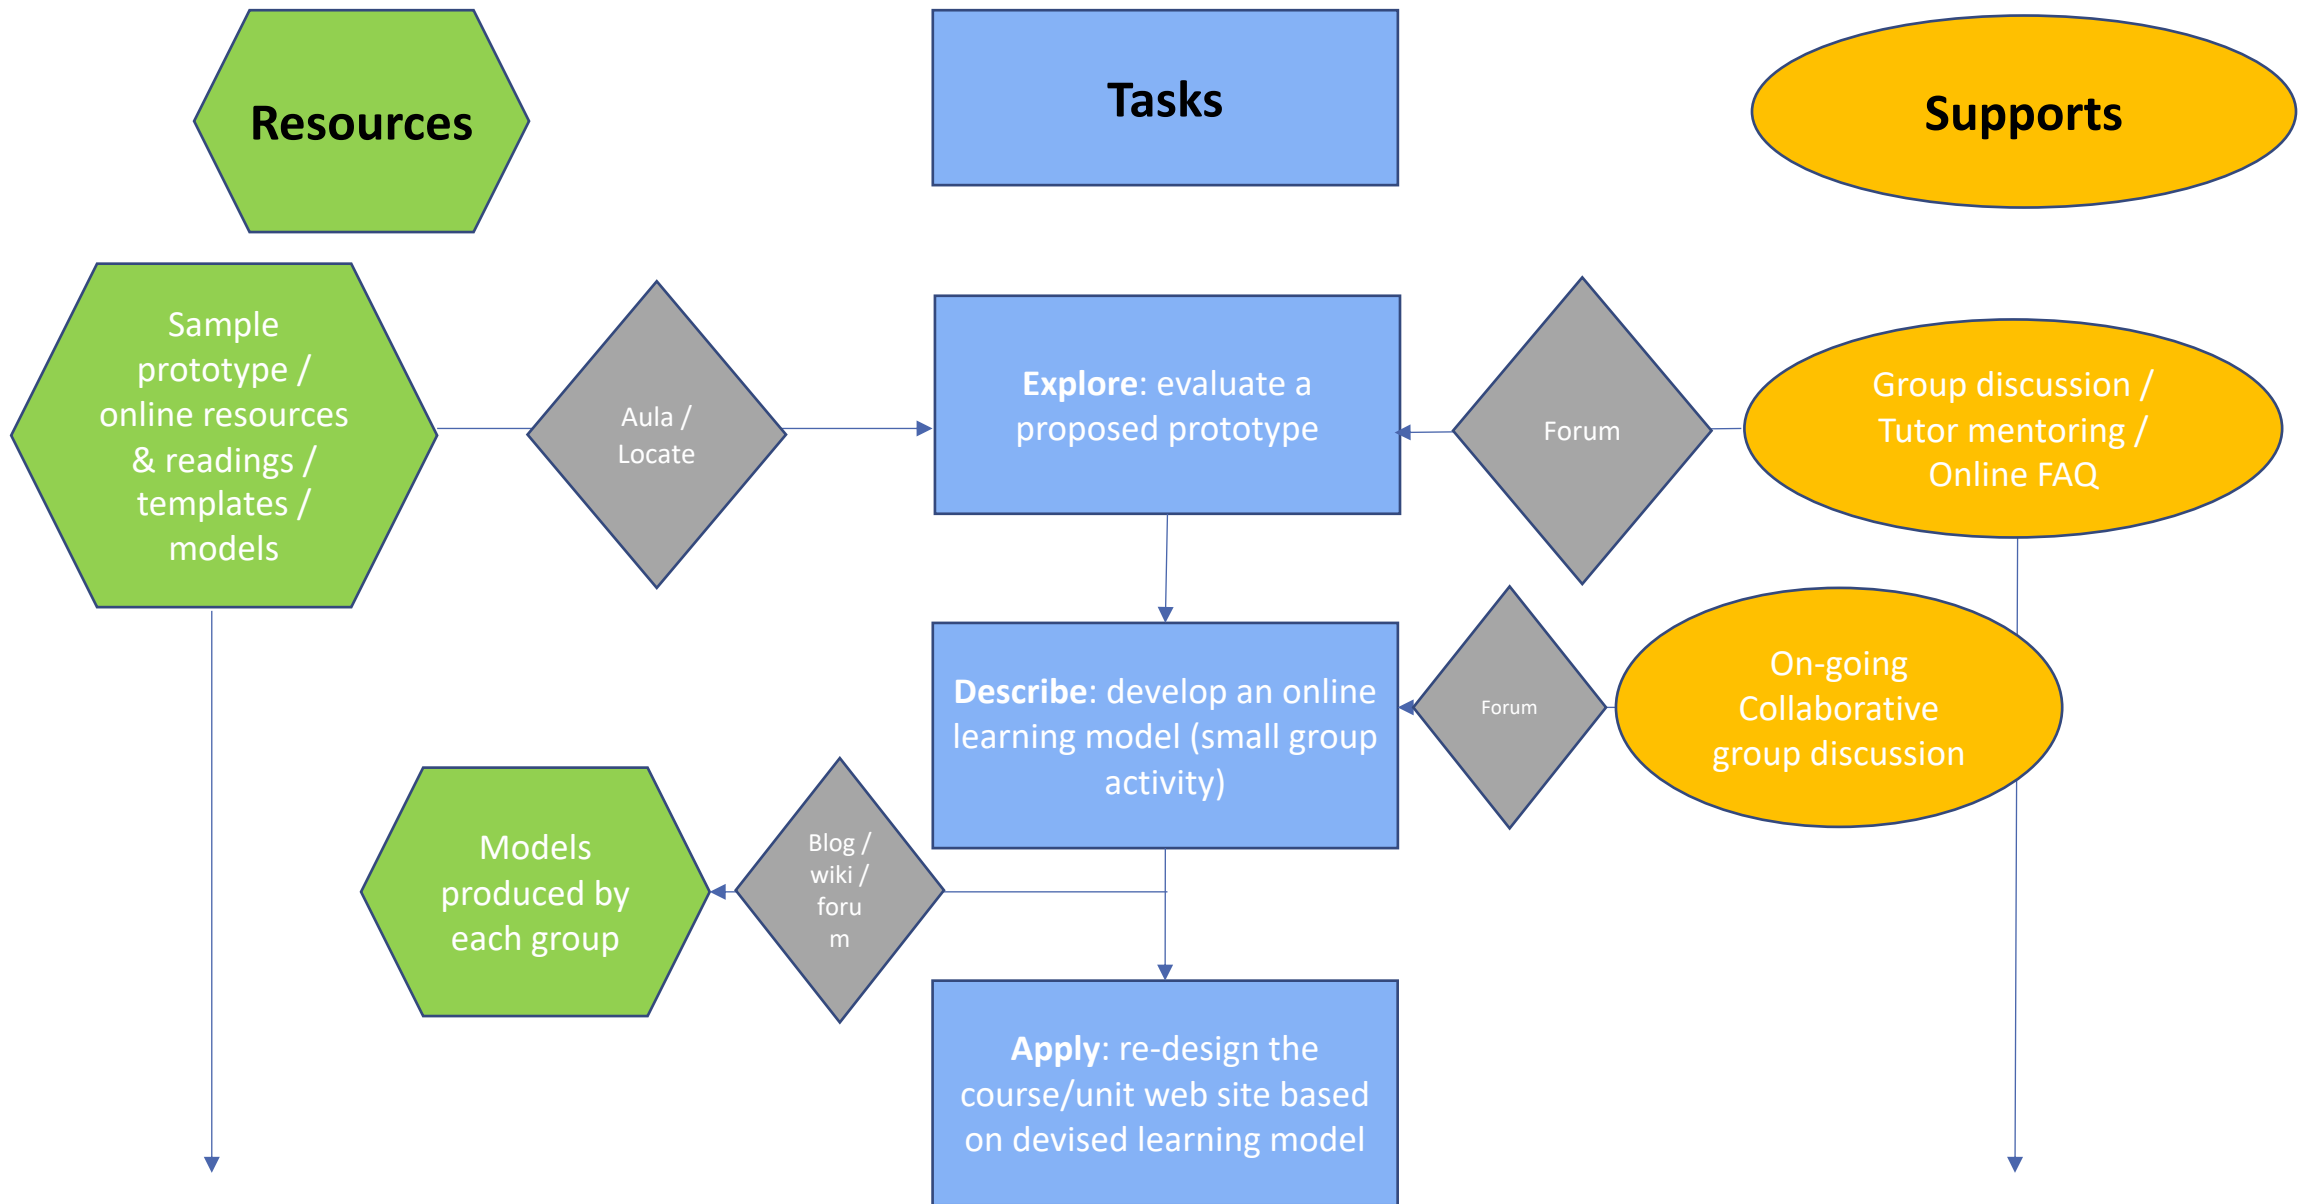 Resources
Tasks
Supports
Sample
prototype /
online resources
& readings /
templates /
models
Aula /
Locate
Explore: evaluate a
proposed prototype
Forum
Group discussion /
Tutor mentoring /
Online FAQ
Describe: develop an online
learning model (small group
activity)
Forum
On-going
Collaborative
group discussion
Models
produced by
each group
Blog /
wiki /
foru
m
Apply: re-design the
course/unit web site based
on devised learning model